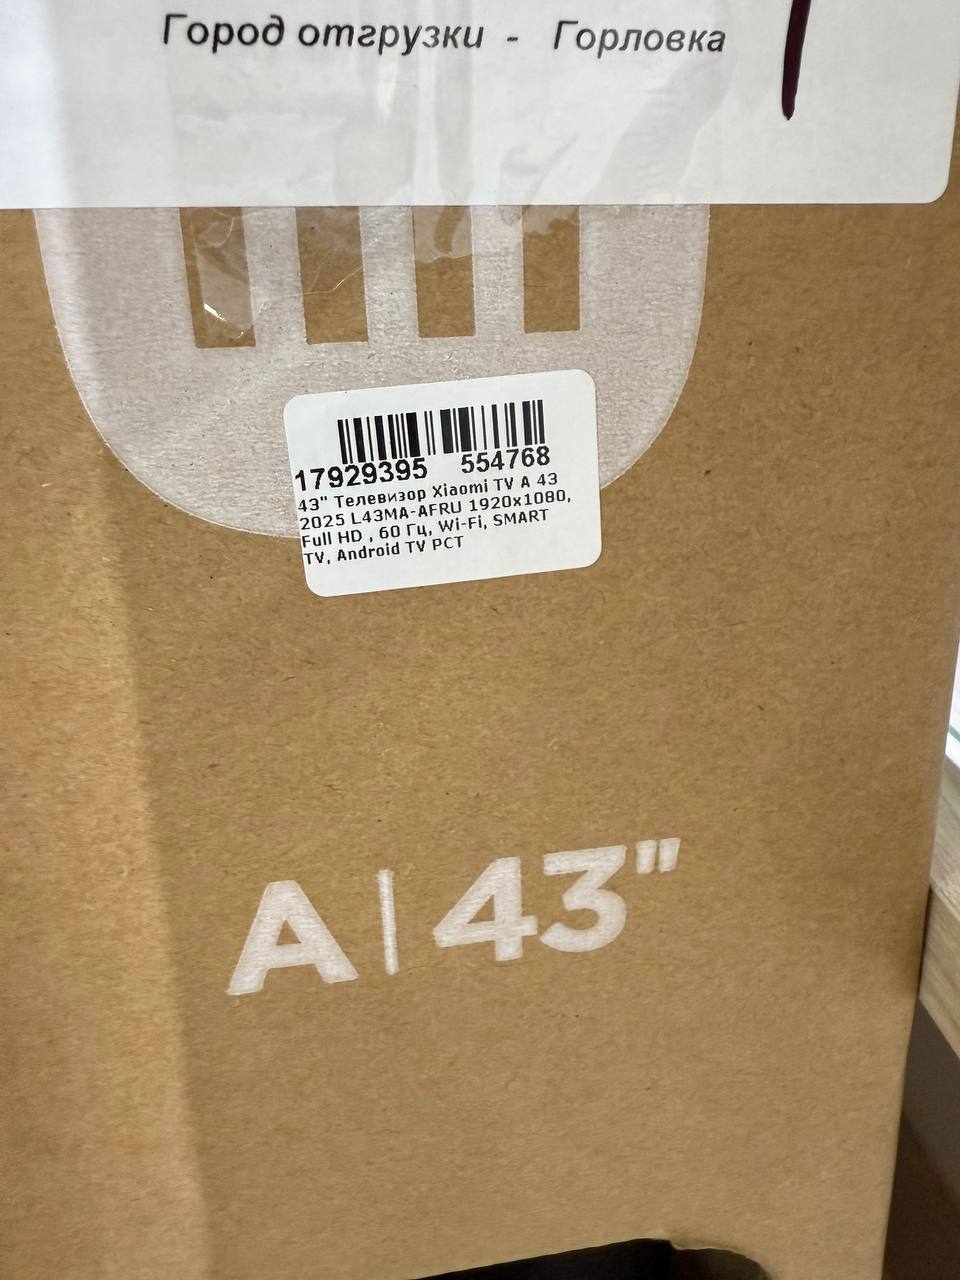 Город отгрузки - Горловка
17929395 554768
43" Телевизор Xiaomi TV A 43
2025 L43MA-AFRU 1920x1080,
Full HD , 60 Гц, Wi-Fi, SMART
TV, Android TV РСТ
A|43"